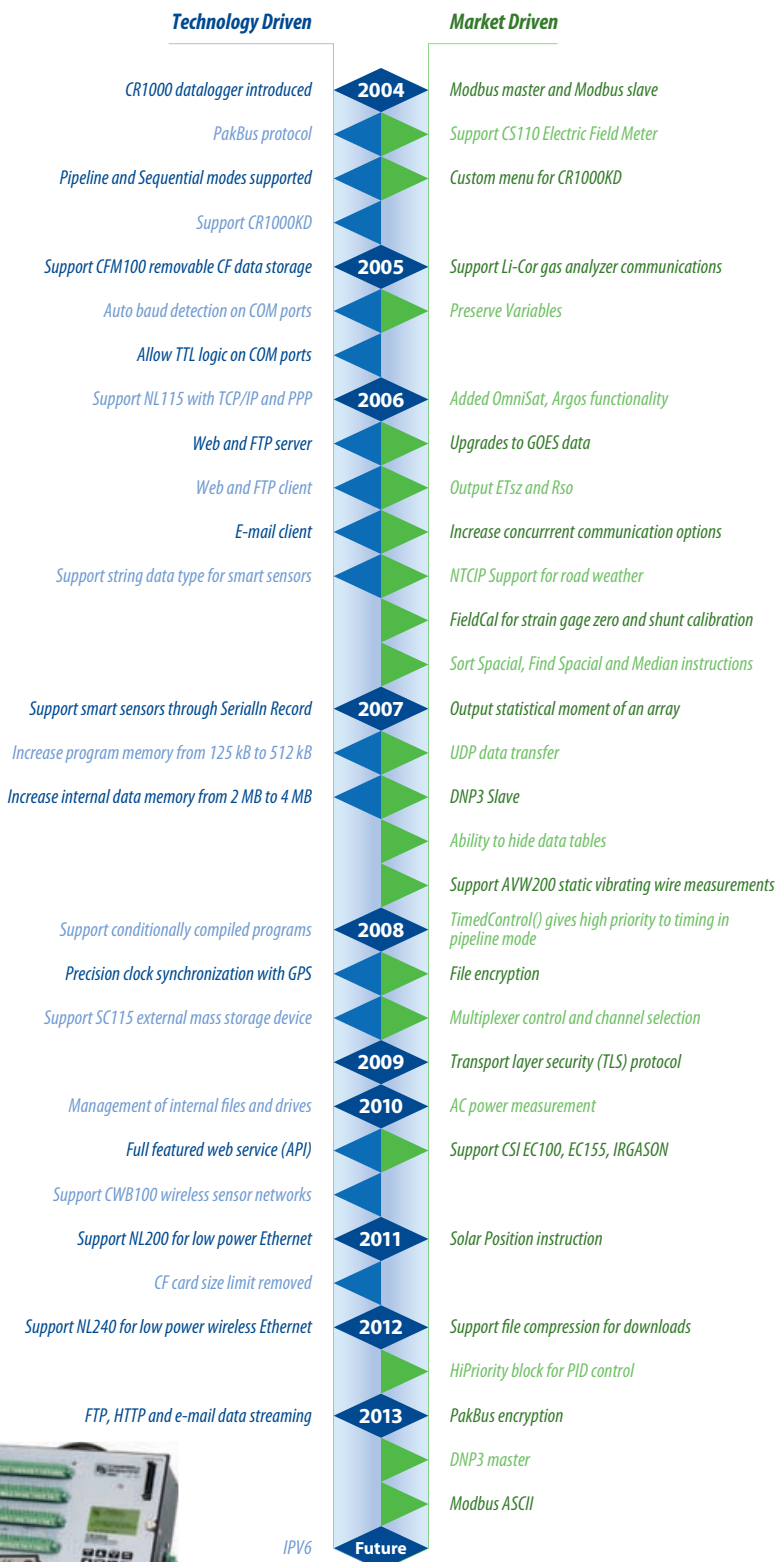 Technology Driven Market Driven
CR1000 datalogger introduced 2004 Modbus master and Modbus slave
PakBus protocol Support CS110 Electric Field Meter
Pipeline and Sequential modes supported Custom menu for CR1000KD
Support CR1000KD
Support CFM100 removable CF data storage 2005 Support Li-Cor gas analyzer communications
Auto baud detection on COM ports Preserve Variables
Allow TTL logic on COM ports
Support NL115 with TCP/IP and PPP 2006 Added OmniSat, Argos functionality
Web and FTP server Upgrades to GOES data
Web and FTP client Output ETsz and Rso
E-mail client Increase concurrrent communication options
Support string data type for smart sensors NTCIP Support for road weather
FieldCal for strain gage zero and shunt calibration
Sort Spacial, Find Spacial and Median instructions
Support smart sensors through SerialIn Record 2007 Output statistical moment of an array
Increase program memory from 125 kB to 512 kB UDP data transfer
Increase internal data memory from 2 MB to 4 MB DNP3 Slave
Ability to hide data tables
Support AVW200 static vibrating wire measurements
Support conditionally compiled programs 2008 TimedControl() gives high priority to timing in
pipeline mode
Precision clock synchronization with GPS File encryption
Support SC115 external mass storage device Multiplexer control and channel selection
2009 Transport layer security (TLS) protocol
Management of internal files and drives 2010 AC power measurement
Full featured web service (API) Support CSI EC100, EC155, IRGASON
Support CWB100 wireless sensor networks
Support NL200 for low power Ethernet 2011 Solar Position instruction
CF card size limit removed
Support NL240 for low power wireless Ethernet 2012 Support file compression for downloads
HiPriority block for PID control
FTP, HTTP and e-mail data streaming 2013 PakBus encryption
DNP3 master
Modbus ASCII
IPV6 Future